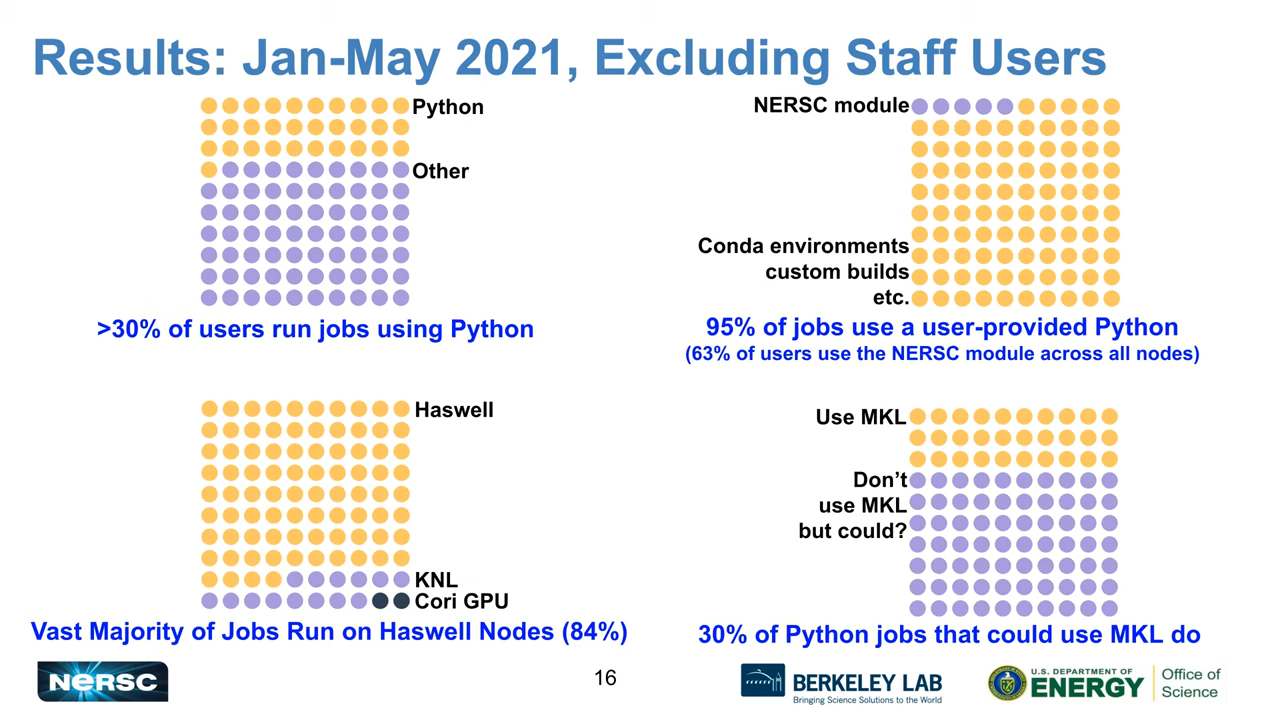 Results: Jan-May 2021, Excluding Staff Users
Python
Other
>30% of users run jobs using Python
NERSC module
Conda environments
custom builds
etc.
95% of jobs use a user-provided Python
(63% of users use the NERSC module across all nodes)
Haswell
KNL
Cori GPU
Vast Majority of Jobs Run on Haswell Nodes (84%)
Use MKL
Don’t
use MKL
but could?
30% of Python jobs that could use MKL do
NERSC
16
BERKELEY LAB
Bringing Science Solutions to the World
U.S. DEPARTMENT OF
ENERGY
Office of
Science